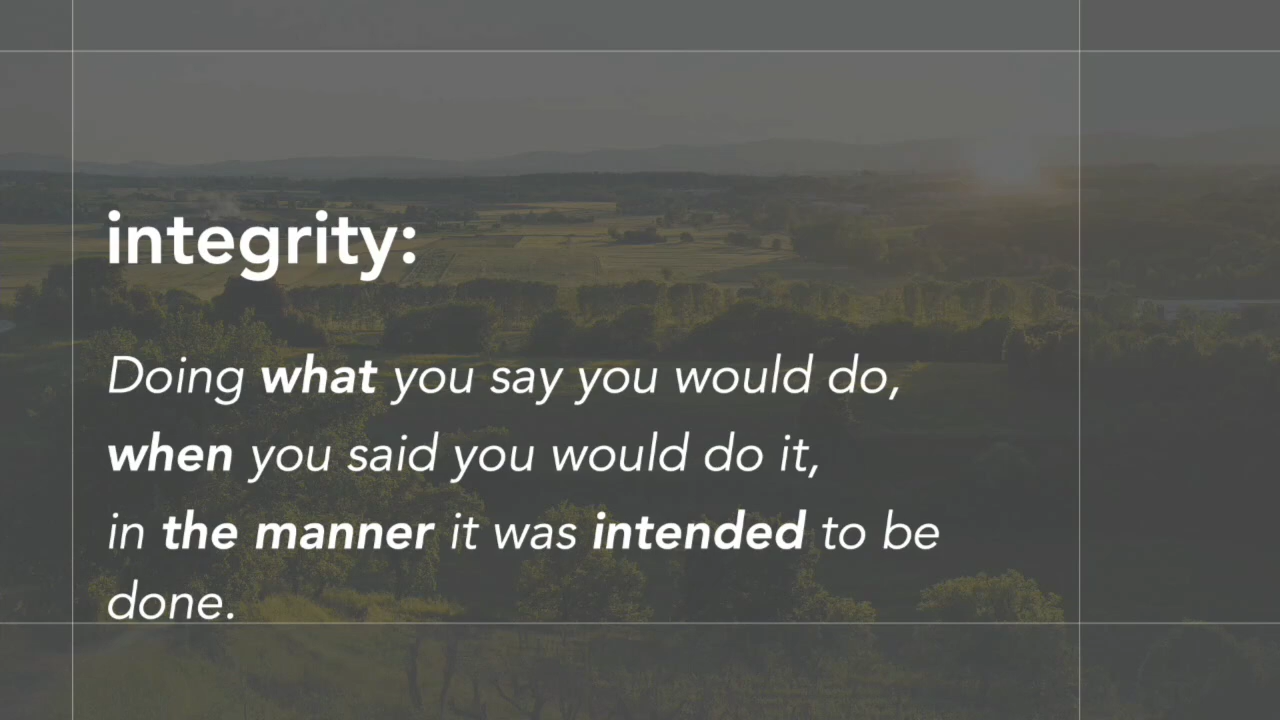 integrity:
Doing what you say you would do,
when you said you would do it,
in the manner it was intended to be
done.